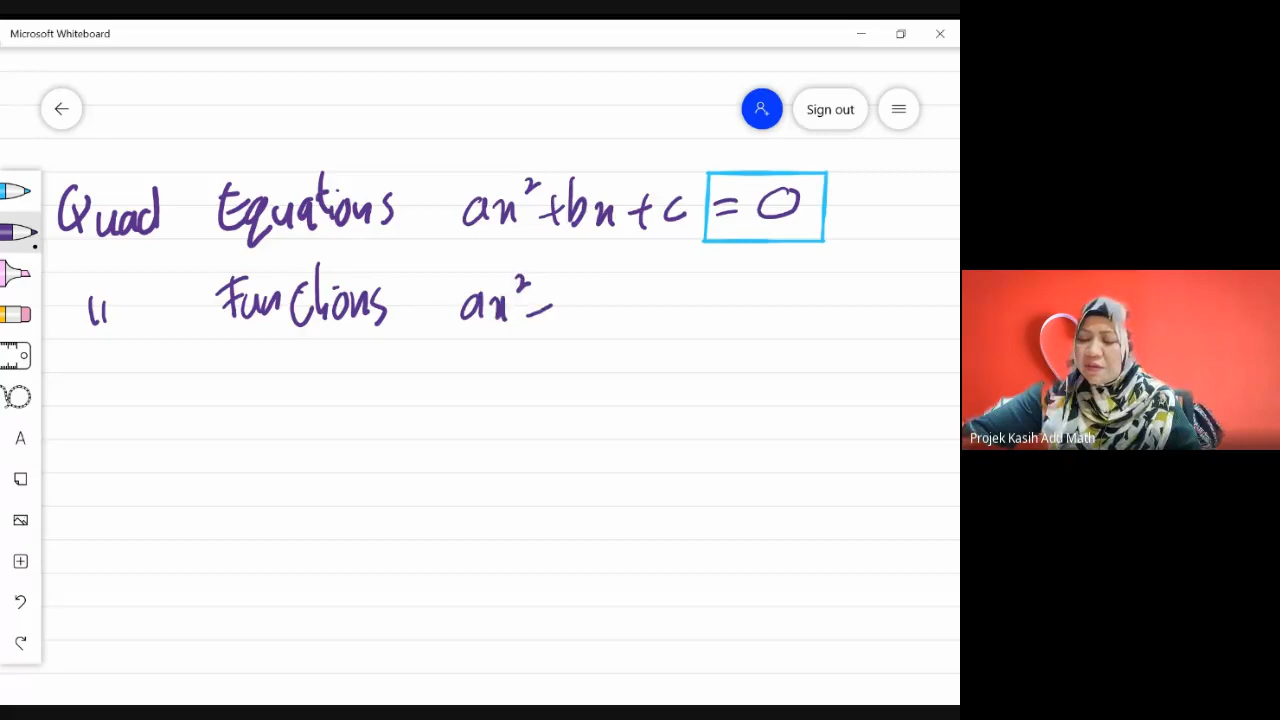 Microsoft Whiteboard
Sign out
Quad Equations ax² + bx + c = 0
" Functions ax² -
A
Projek Kasih Add Math